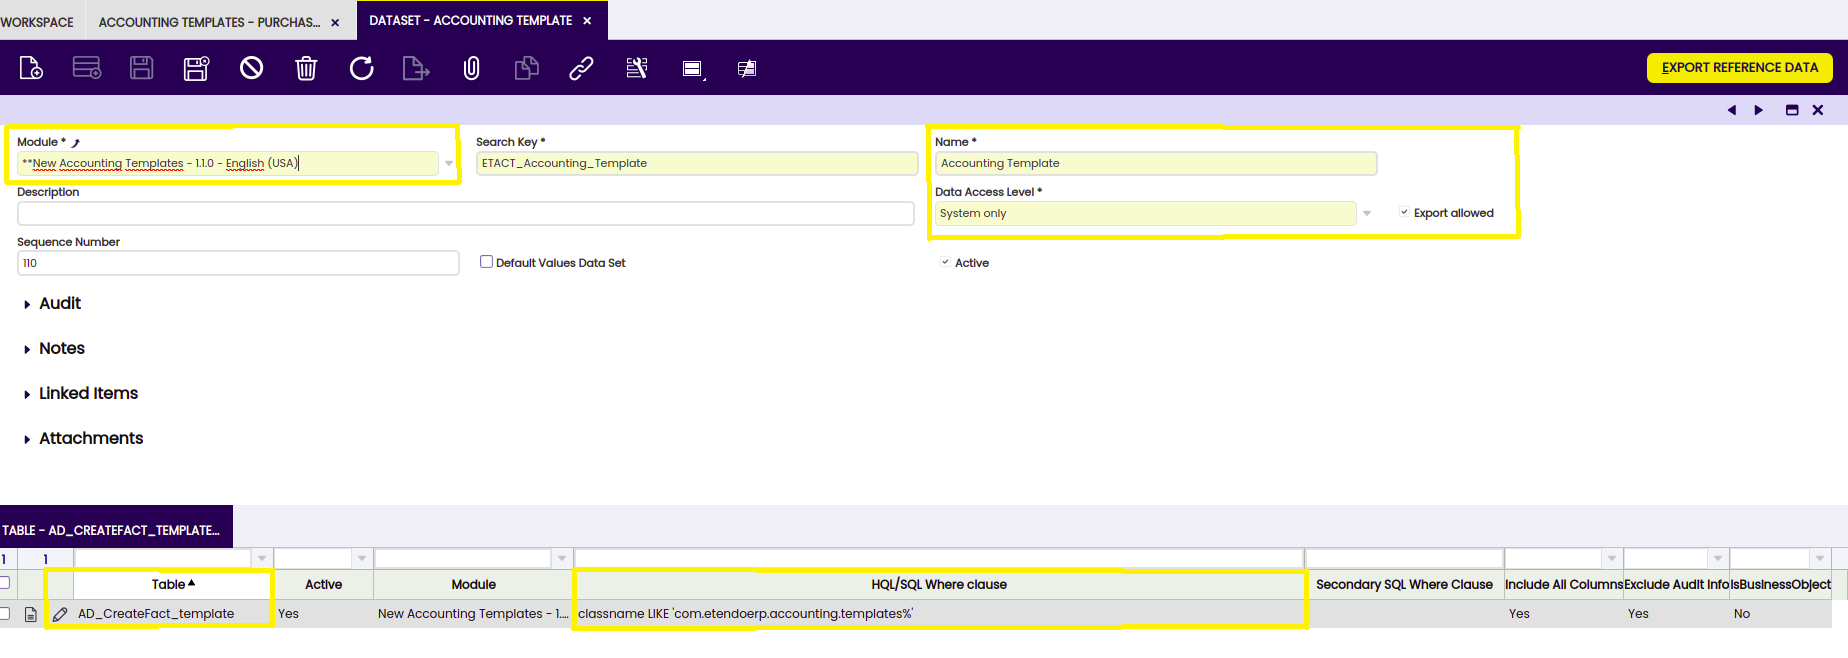 WORKSPACE
ACCOUNTING TEMPLATES - PURCHAS...
DATASET - ACCOUNTING TEMPLATE
EXPORT REFERENCE DATA
Module *
Search Key *
Name *
**New Accounting Templates - 1.1.0 - English (USA)
ETACT_Accounting_Template
Accounting Template
Description
Data Access Level *
System only
Export allowed
Sequence Number
110
Default Values Data Set
Active
Audit
Notes
Linked Items
Attachments
TABLE - AD_CREATEFACT_TEMPLATE...
1 1
Table Active Module HQL/SQL Where clause Secondary SQL Where Clause Include All Columns Exclude Audit Info IsBusinessObject
AD_CreateFact_template Yes New Accounting Templates - 1.... classname LIKE 'com.etendoerp.accounting.templates%' Yes Yes No